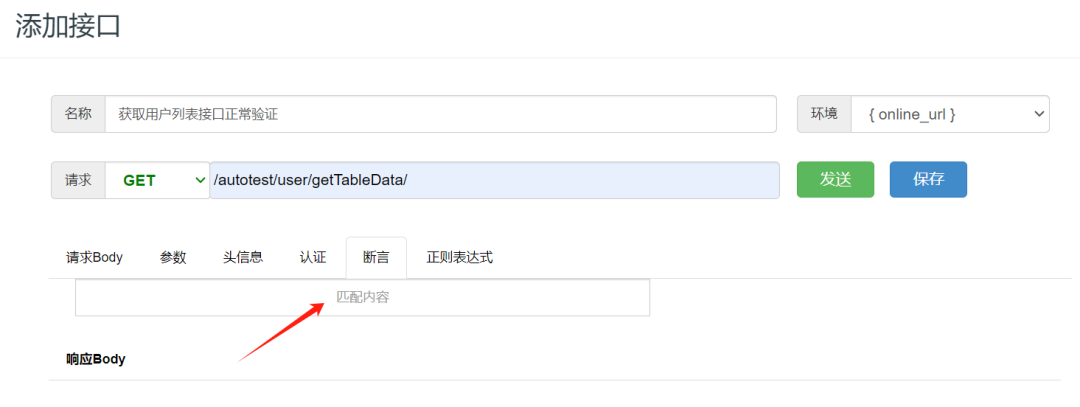 添加接口
名称 获取用户列表接口正常验证 环境 { online_url }
请求 GET /autotest/user/getTableData/ 发送 保存
请求Body 参数 头信息 认证 断言 正则表达式
匹配内容
响应Body